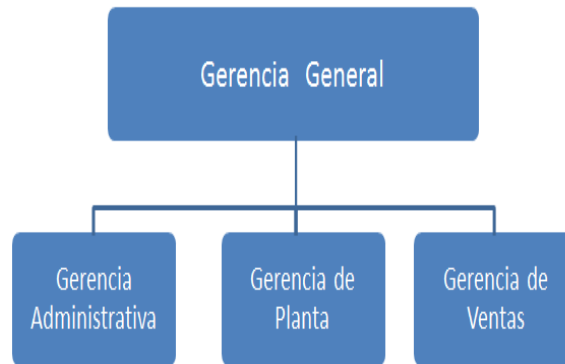 Gerencia General
Gerencia
Administrativa
Gerencia de
Planta
Gerencia de
Ventas